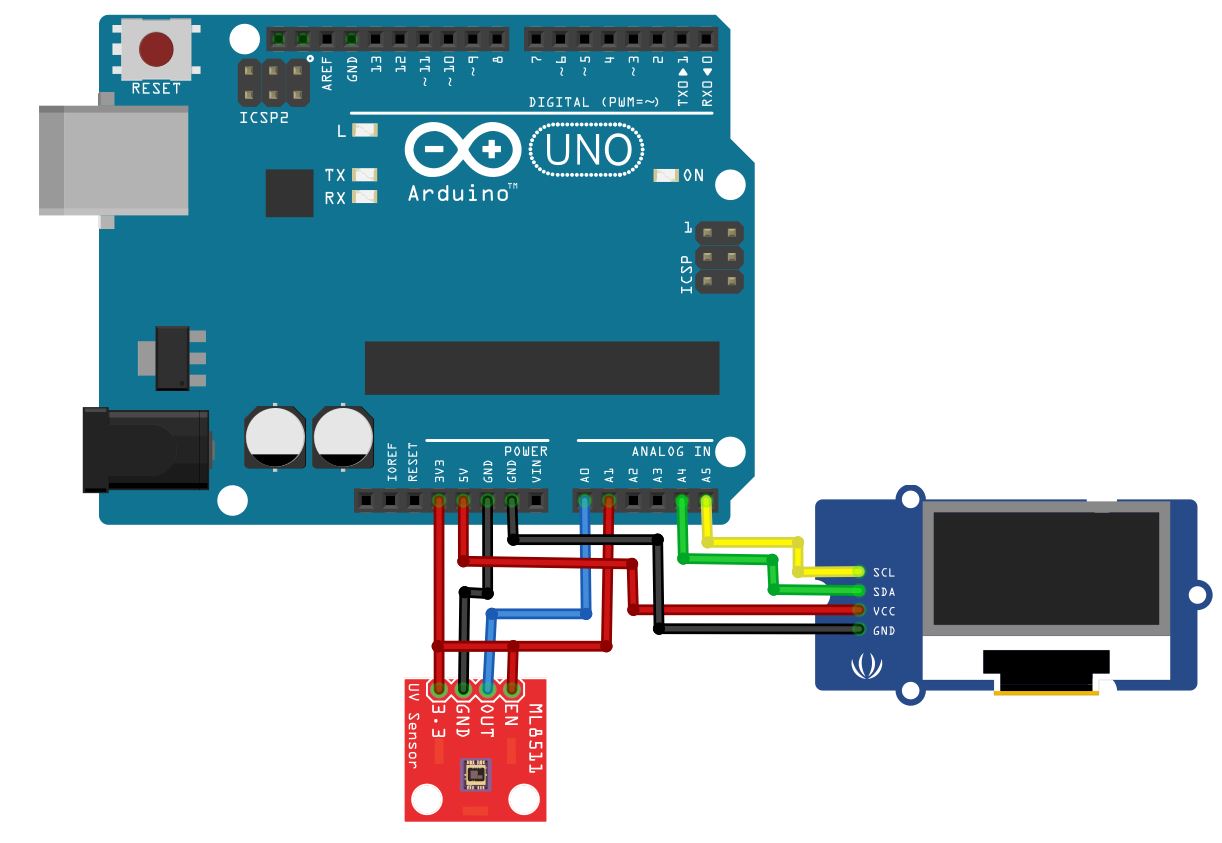 RESET
ICSP2
AREF
GND
13
12
~11
~10
~9
8
7
~6
~5
4
~3
2
TX0▶1
RX0◀0
DIGITAL (PWM=~)
L
TX
RX
Arduino™
UNO
ON
1
ICSP
IOREF
RESET
3V3
5V
GND
GND
VIN
POWER
ANALOG IN
A0
A1
A2
A3
A4
A5
SCL
SDA
VCC
GND
UV Sensor
3.3
GND
OUT
EN
ML8511